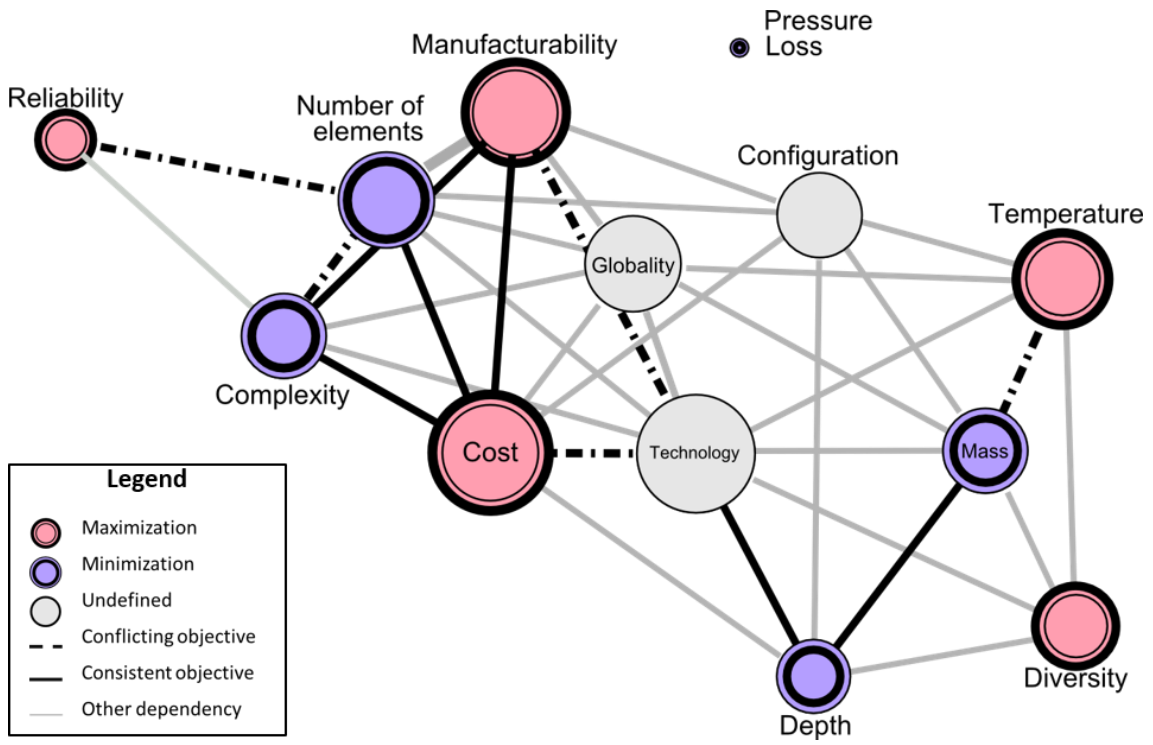 Pressure
Loss
Manufacturability
Reliability
Number of
elements
Configuration
Temperature
Globality
Complexity
Cost
Technology
Mass
Legend
Maximization
Minimization
Undefined
Conflicting objective
Consistent objective
Other dependency
Diversity
Depth